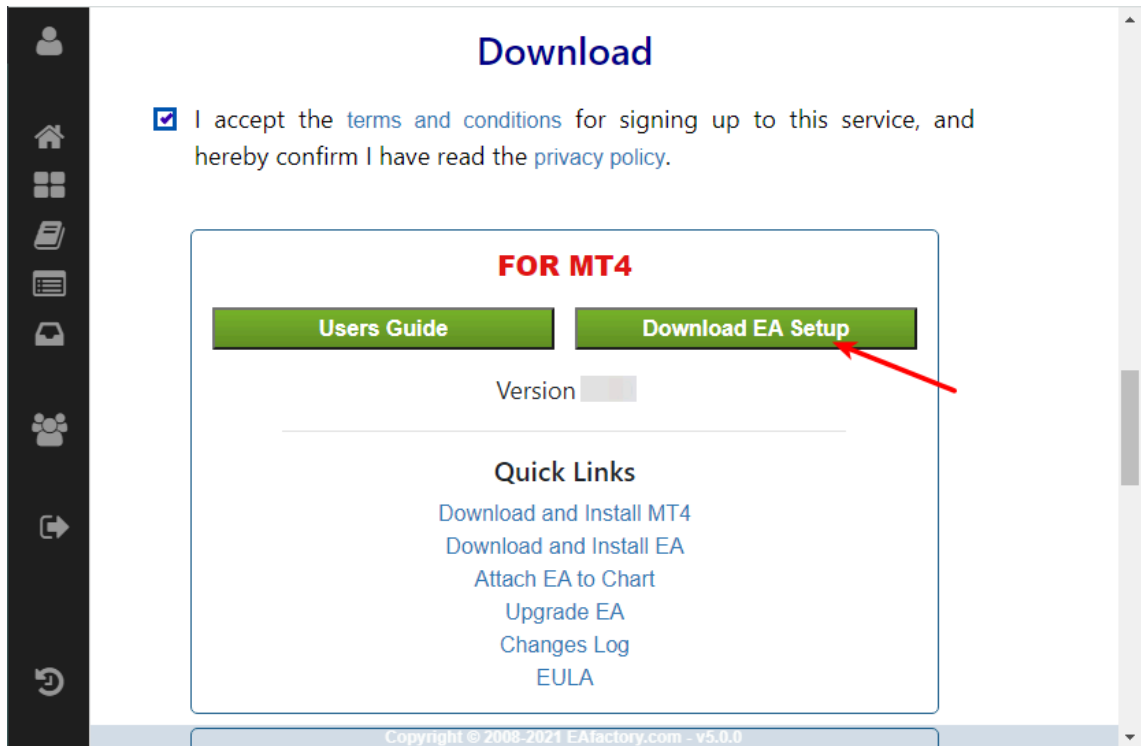 Download
I accept the terms and conditions for signing up to this service, and
hereby confirm I have read the privacy policy.
FOR MT4
Users Guide
Download EA Setup
Version
Quick Links
Download and Install MT4
Download and Install EA
Attach EA to Chart
Upgrade EA
Changes Log
EULA
Copyright © 2008-2021 EAfactory.com - v5.0.0